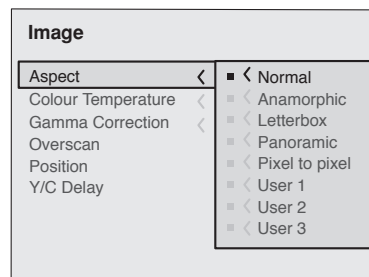 Image
Aspect
Colour Temperature
Gamma Correction
Overscan
Position
Y/C Delay
Normal
Anamorphic
Letterbox
Panoramic
Pixel to pixel
User 1
User 2
User 3